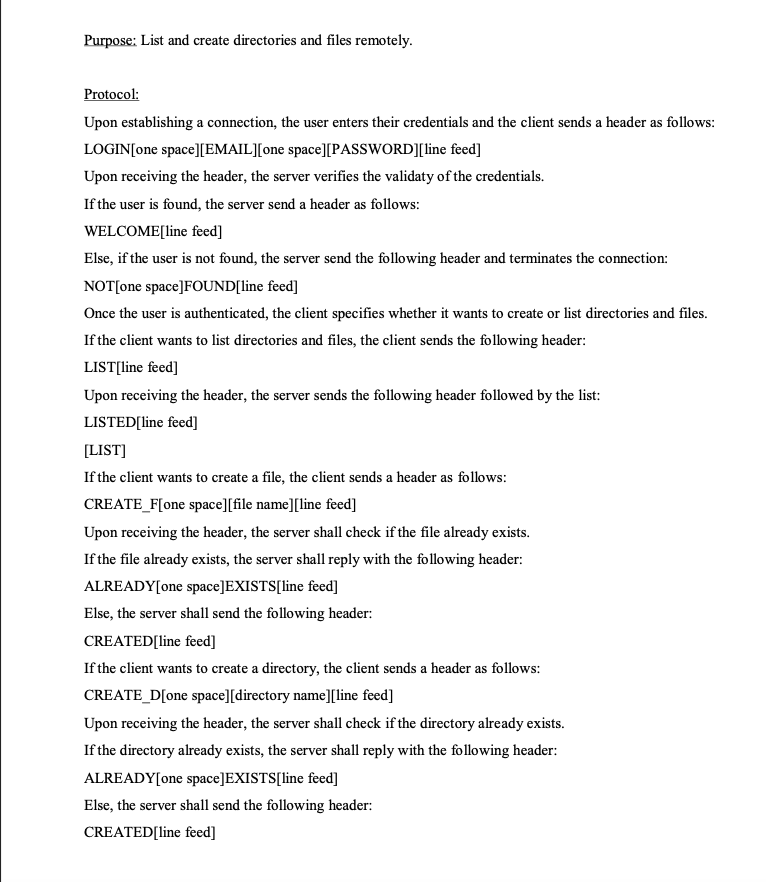 Purpose: List and create directories and files remotely.
Protocol:
Upon establishing a connection, the user enters their credentials and the client sends a header as follows:
LOGIN[one space][EMAIL][one space][PASSWORD][line feed]
Upon receiving the header, the server verifies the validaty of the credentials.
If the user is found, the server send a header as follows:
WELCOME[line feed]
Else, if the user is not found, the server send the following header and terminates the connection:
NOT[one space]FOUND[line feed]
Once the user is authenticated, the client specifies whether it wants to create or list directories and files.
If the client wants to list directories and files, the client sends the following header:
LIST[line feed]
Upon receiving the header, the server sends the following header followed by the list:
LISTED[line feed]
[LIST]
If the client wants to create a file, the client sends a header as follows:
CREATE_F[one space][file name][line feed]
Upon receiving the header, the server shall check if the file already exists.
If the file already exists, the server shall reply with the following header:
ALREADY[one space]EXISTS[line feed]
Else, the server shall send the following header:
CREATED[line feed]
If the client wants to create a directory, the client sends a header as follows:
CREATE_D[one space][directory name][line feed]
Upon receiving the header, the server shall check if the directory already exists.
If the directory already exists, the server shall reply with the following header:
ALREADY[one space]EXISTS[line feed]
Else, the server shall send the following header:
CREATED[line feed]